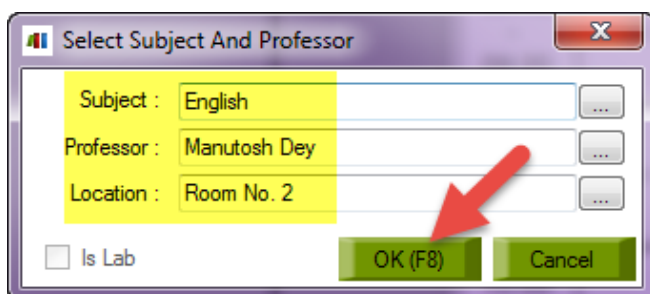 Select Subject And Professor
Subject : English ...
Professor : Manutosh Dey ...
Location : Room No. 2 ...
Is Lab OK (F8) Cancel